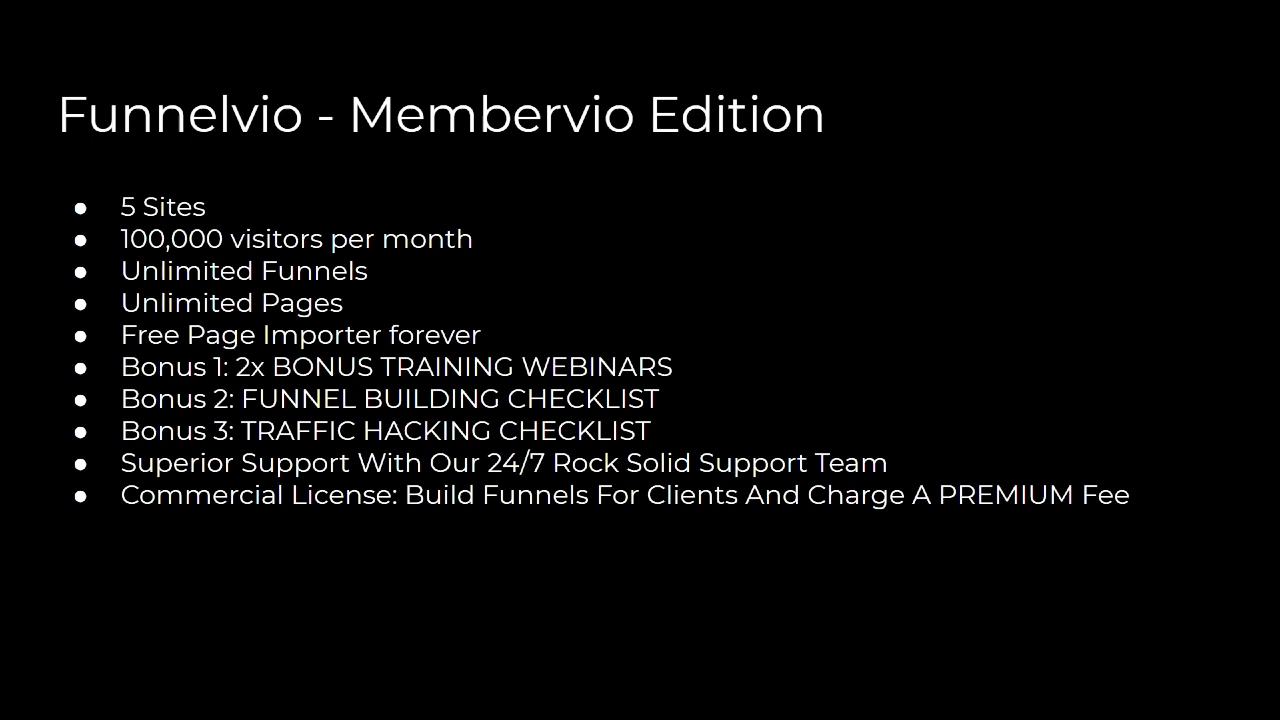 Funnelvio - Membervio Edition
● 5 Sites
● 100,000 visitors per month
● Unlimited Funnels
● Unlimited Pages
● Free Page Importer forever
● Bonus 1: 2x BONUS TRAINING WEBINARS
● Bonus 2: FUNNEL BUILDING CHECKLIST
● Bonus 3: TRAFFIC HACKING CHECKLIST
● Superior Support With Our 24/7 Rock Solid Support Team
● Commercial License: Build Funnels For Clients And Charge A PREMIUM Fee